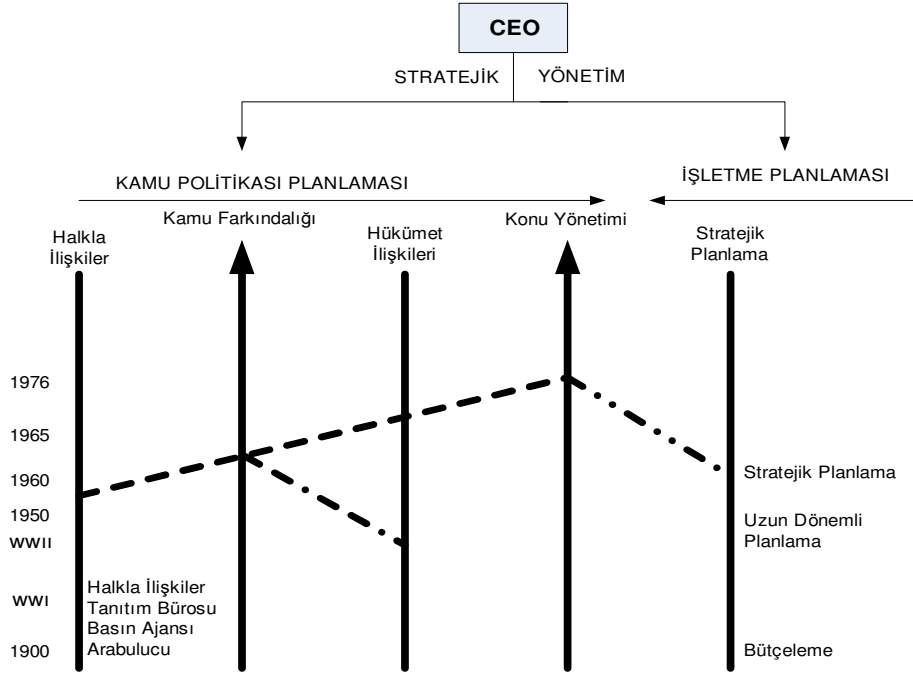 CEO
STRATEJİK YÖNETİM
KAMU POLİTİKASI PLANLAMASI
İŞLETME PLANLAMASI
Halkla
İlişkiler
Kamu Farkındalığı
Hükümet
İlişkileri
Konu Yönetimi
Stratejik
Planlama
1976
1965
1960
1950
WWII
WWI
1900
Halkla İlişkiler
Tanıtım Bürosu
Basın Ajansı
Arabulucu
Stratejik Planlama
Uzun Dönemli
Planlama
Bütçeleme